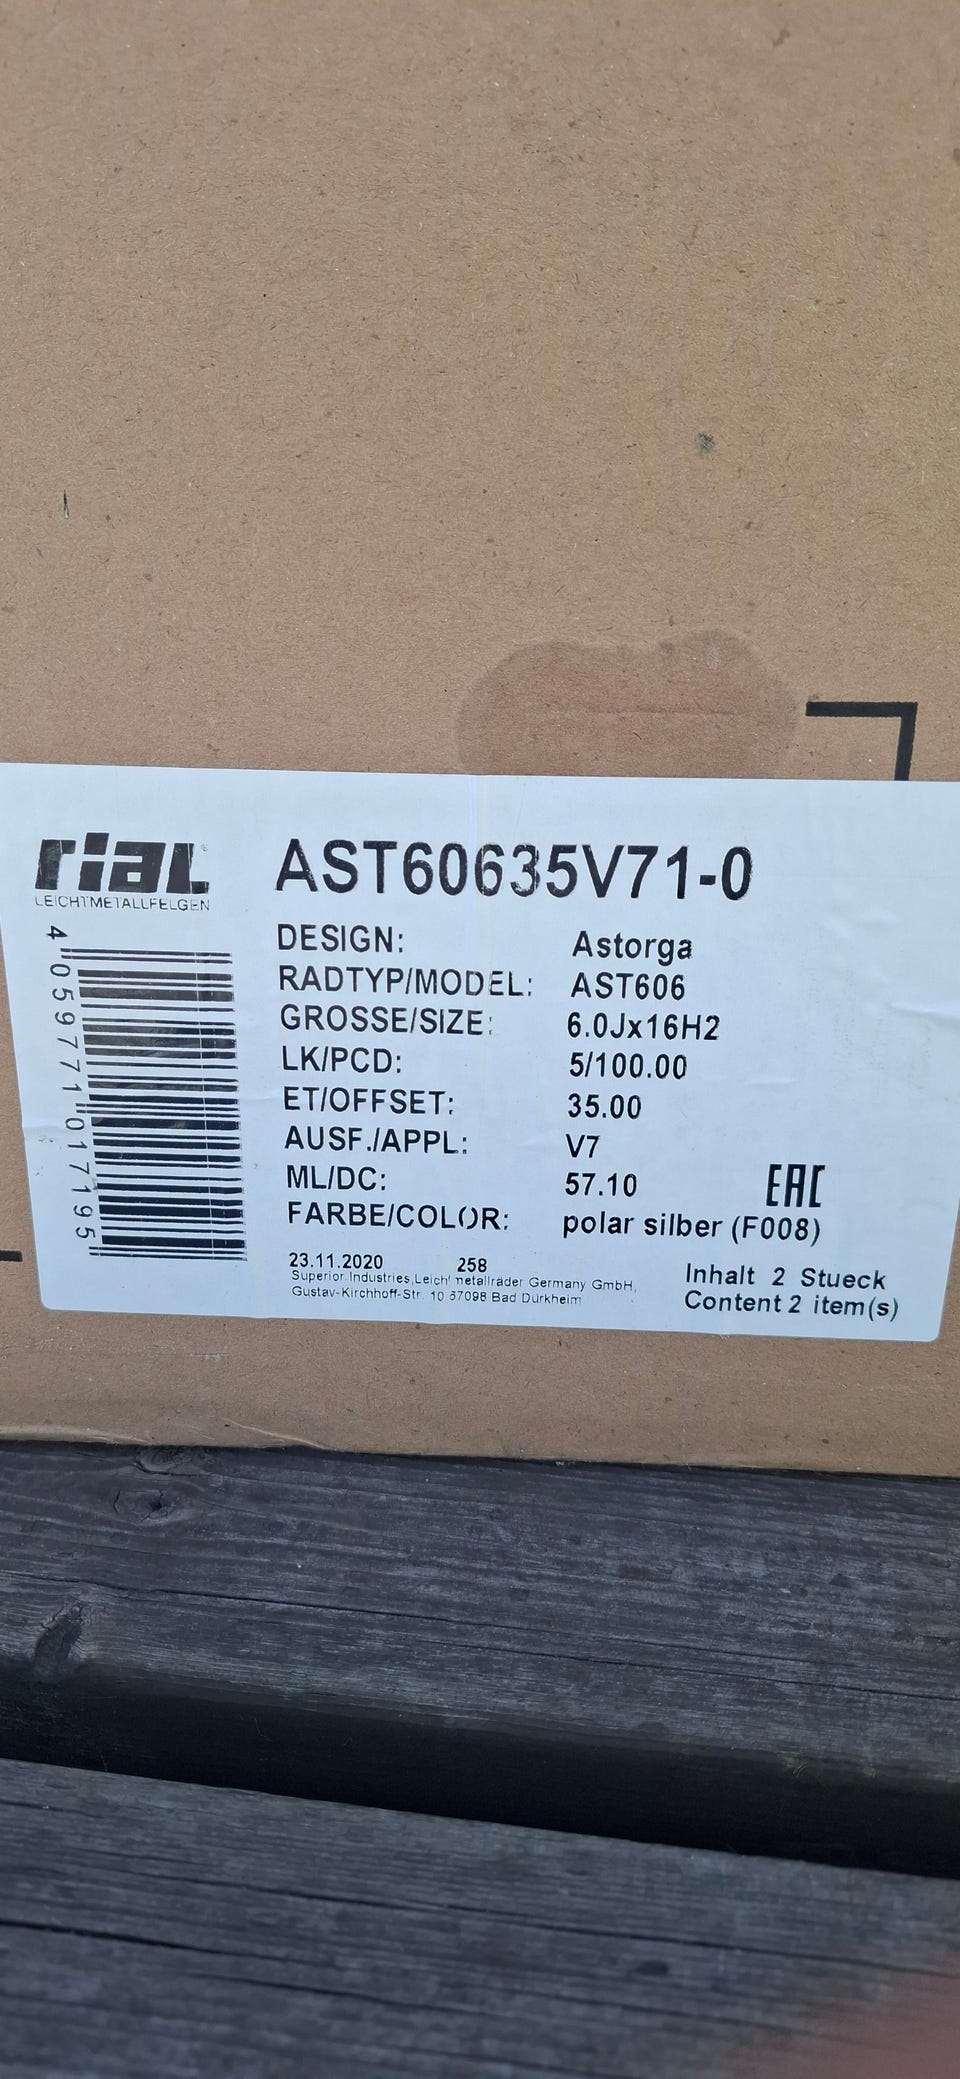 rial
LEICHTMETALLFELGEN
AST60635V71-0
DESIGN: Astorga
RADTYP/MODEL: AST606
GROSSE/SIZE: 6.0Jx16H2
LK/PCD: 5/100.00
ET/OFFSET: 35.00
AUSF./APPL: V7
ML/DC: 57.10
EAC
FARBE/COLOR: polar silber (F008)
4 059771 017195
23.11.2020 258
Superior Industries Leichtmetallräder Germany GmbH,
Gustav-Kirchhoff-Str. 10 67098 Bad Dürkheim
Inhalt 2 Stueck
Content 2 item(s)